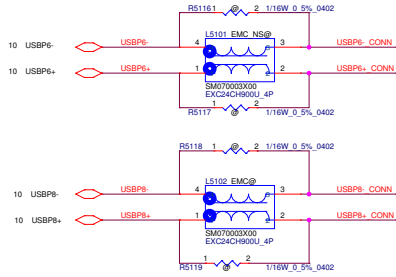 R5116 1 @ 2 1/16W_0_5%_0402
L5101 EMC_NS@
10 USBP6- USBP6- 4 3 USBP6-_CONN
10 USBP6+ USBP6+ 1 2 USBP6+_CONN
SM070003X00
EXC24CH900U_4P
R5117 1 @ 2 1/16W_0_5%_0402
R5118 1 @ 2 1/16W_0_5%_0402
L5102 EMC@
10 USBP8- USBP8- 4 3 USBP8-_CONN
10 USBP8+ USBP8+ 1 2 USBP8+_CONN
SM070003X00
EXC24CH900U_4P
R5119 1 @ 2 1/16W_0_5%_0402